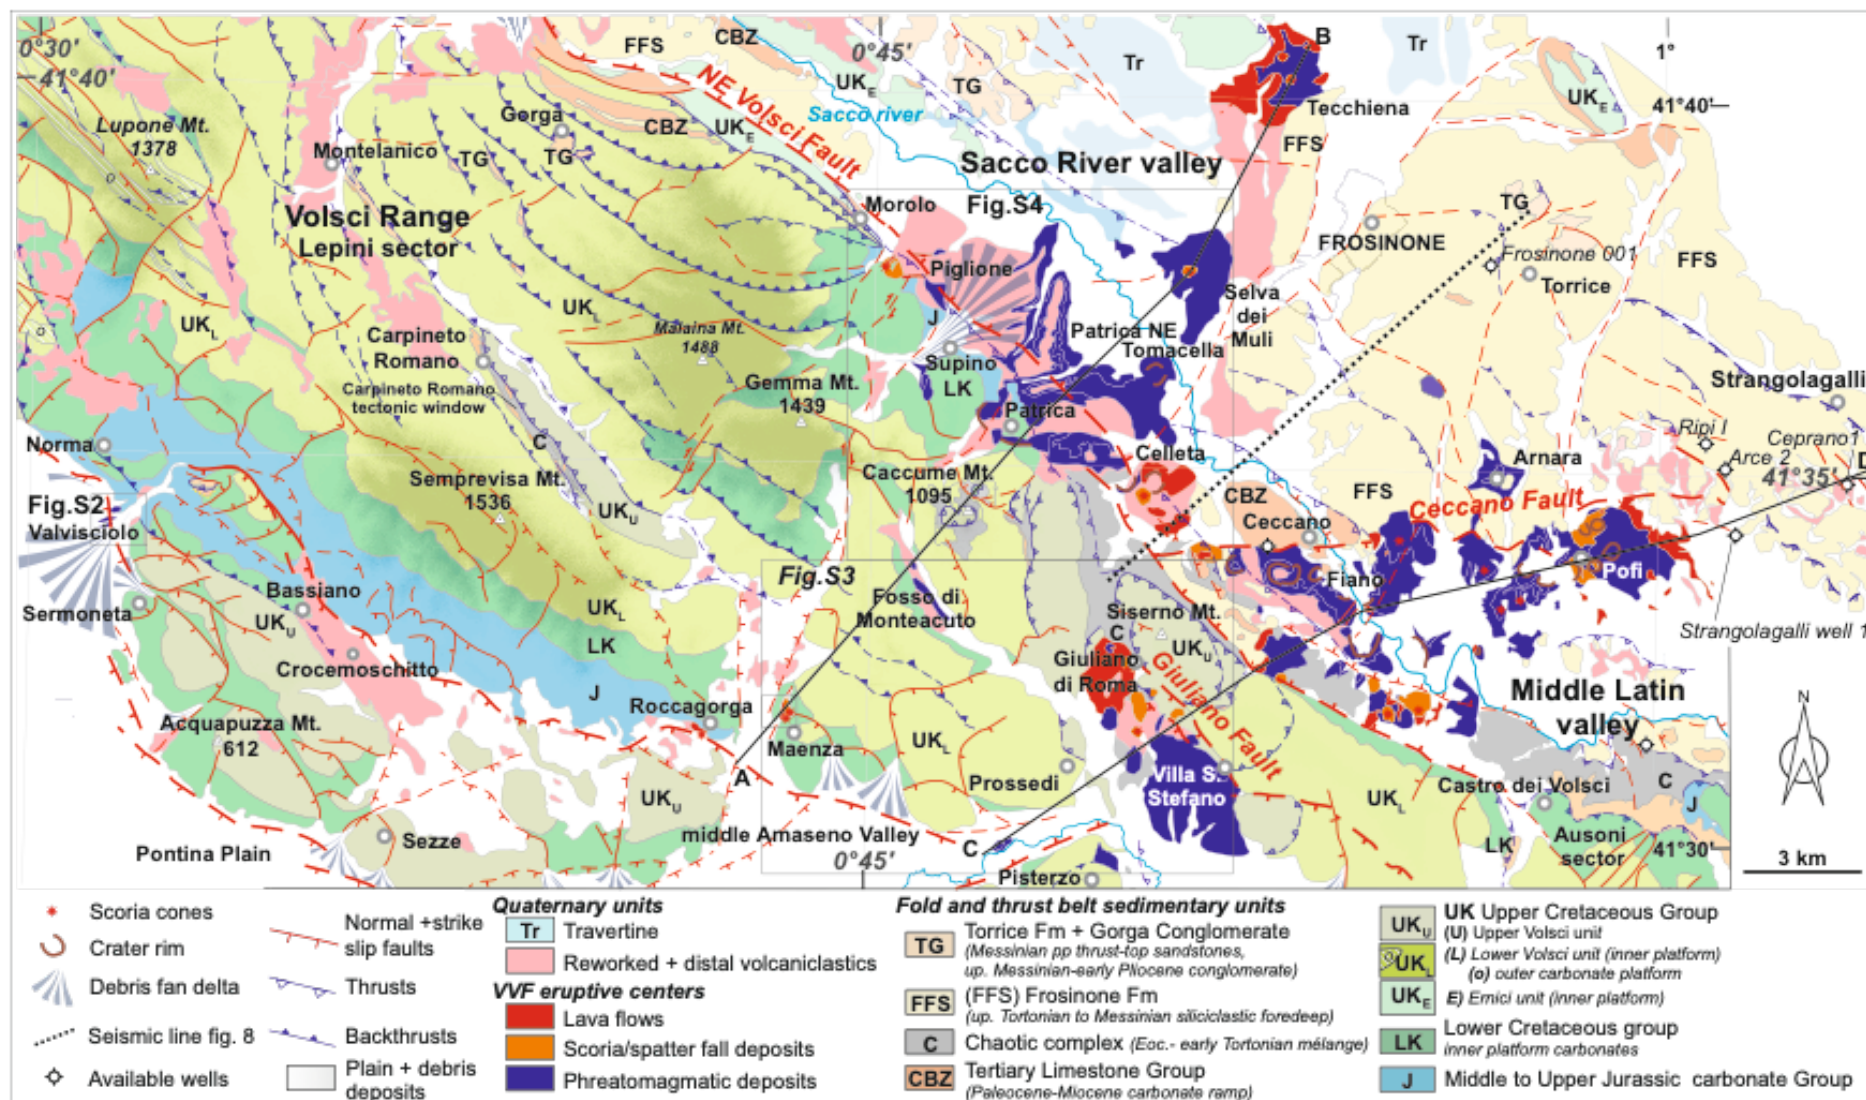 0°30'
41°40'
FFS
CBZ
0°45'
B
Tr
Tr
1°
41°40'
UKE
TG
UKE
Sacco river
NE Volsci Fault
Tecchiena
FFS
Lupone Mt.
1378
Gorga
CBZ
UKE
TG
TG
Montelanico
Sacco River valley
Volsci Range
Lepini sector
Morolo
Fig.S4
TG
FROSINONE
Frosinone 001
FFS
Piglione
Torrice
Selva
dei
Muli
UKL
UKL
J
Malaina Mt.
1488
Carpineto
Romano
Patrica NE
Tomacella
Supino
LK
Carpineto Romano
tectonic window
Gemma Mt.
1439
Strangolagalli
Patrica
Norma
C
Ripi I
Ceprano1
Arce 2
41°35'
D
Celleta
Arnara
Caccume Mt.
1095
Semprevisa Mt.
1536
UKU
Fig.S2
Valvisciolo
CBZ
FFS
Ceccano Fault
Ceccano
Fig.S3
Fiano
Pofi
Bassiano
Sermoneta
UKU
UKL
Fosso di
Monteacuto
Siserno Mt.
C
UKU
Strangolagalli well 1
LK
Crocemoschitto
Giuliano
di Roma
Giuliano Fault
J
Roccagorga
Middle Latin
valley
N
Acquapuzza Mt.
612
Maenza
UKL
A
Prossedi
Villa S.
Stefano
UKL
Castro dei Volsci
C
J
UKU
middle Amaseno Valley
C
Pontina Plain
Sezze
0°45'
LK
Ausoni
sector
41°30'
3 km
Pisterzo
Scoria cones
Crater rim
Debris fan delta
Seismic line fig. 8
Available wells
Normal +strike
slip faults
Thrusts
Backthrusts
Plain + debris
deposits
Quaternary units
Tr Travertine
Reworked + distal volcaniclastics
VVF eruptive centers
Lava flows
Scoria/spatter fall deposits
Phreatomagmatic deposits
Fold and thrust belt sedimentary units
TG Torrice Fm + Gorga Conglomerate
(Messinian pp thrust-top sandstones,
up. Messinian-early Pliocene conglomerate)
FFS (FFS) Frosinone Fm
(up. Tortonian to Messinian siliciclastic foredeep)
C Chaotic complex (Eoc.- early Tortonian mélange)
CBZ Tertiary Limestone Group
(Paleocene-Miocene carbonate ramp)
UKU UK Upper Cretaceous Group
(U) Upper Volsci unit
UKL (L) Lower Volsci unit (inner platform)
(o) outer carbonate platform
UKE E) Ernici unit (inner platform)
LK Lower Cretaceous group
inner platform carbonates
J Middle to Upper Jurassic carbonate Group